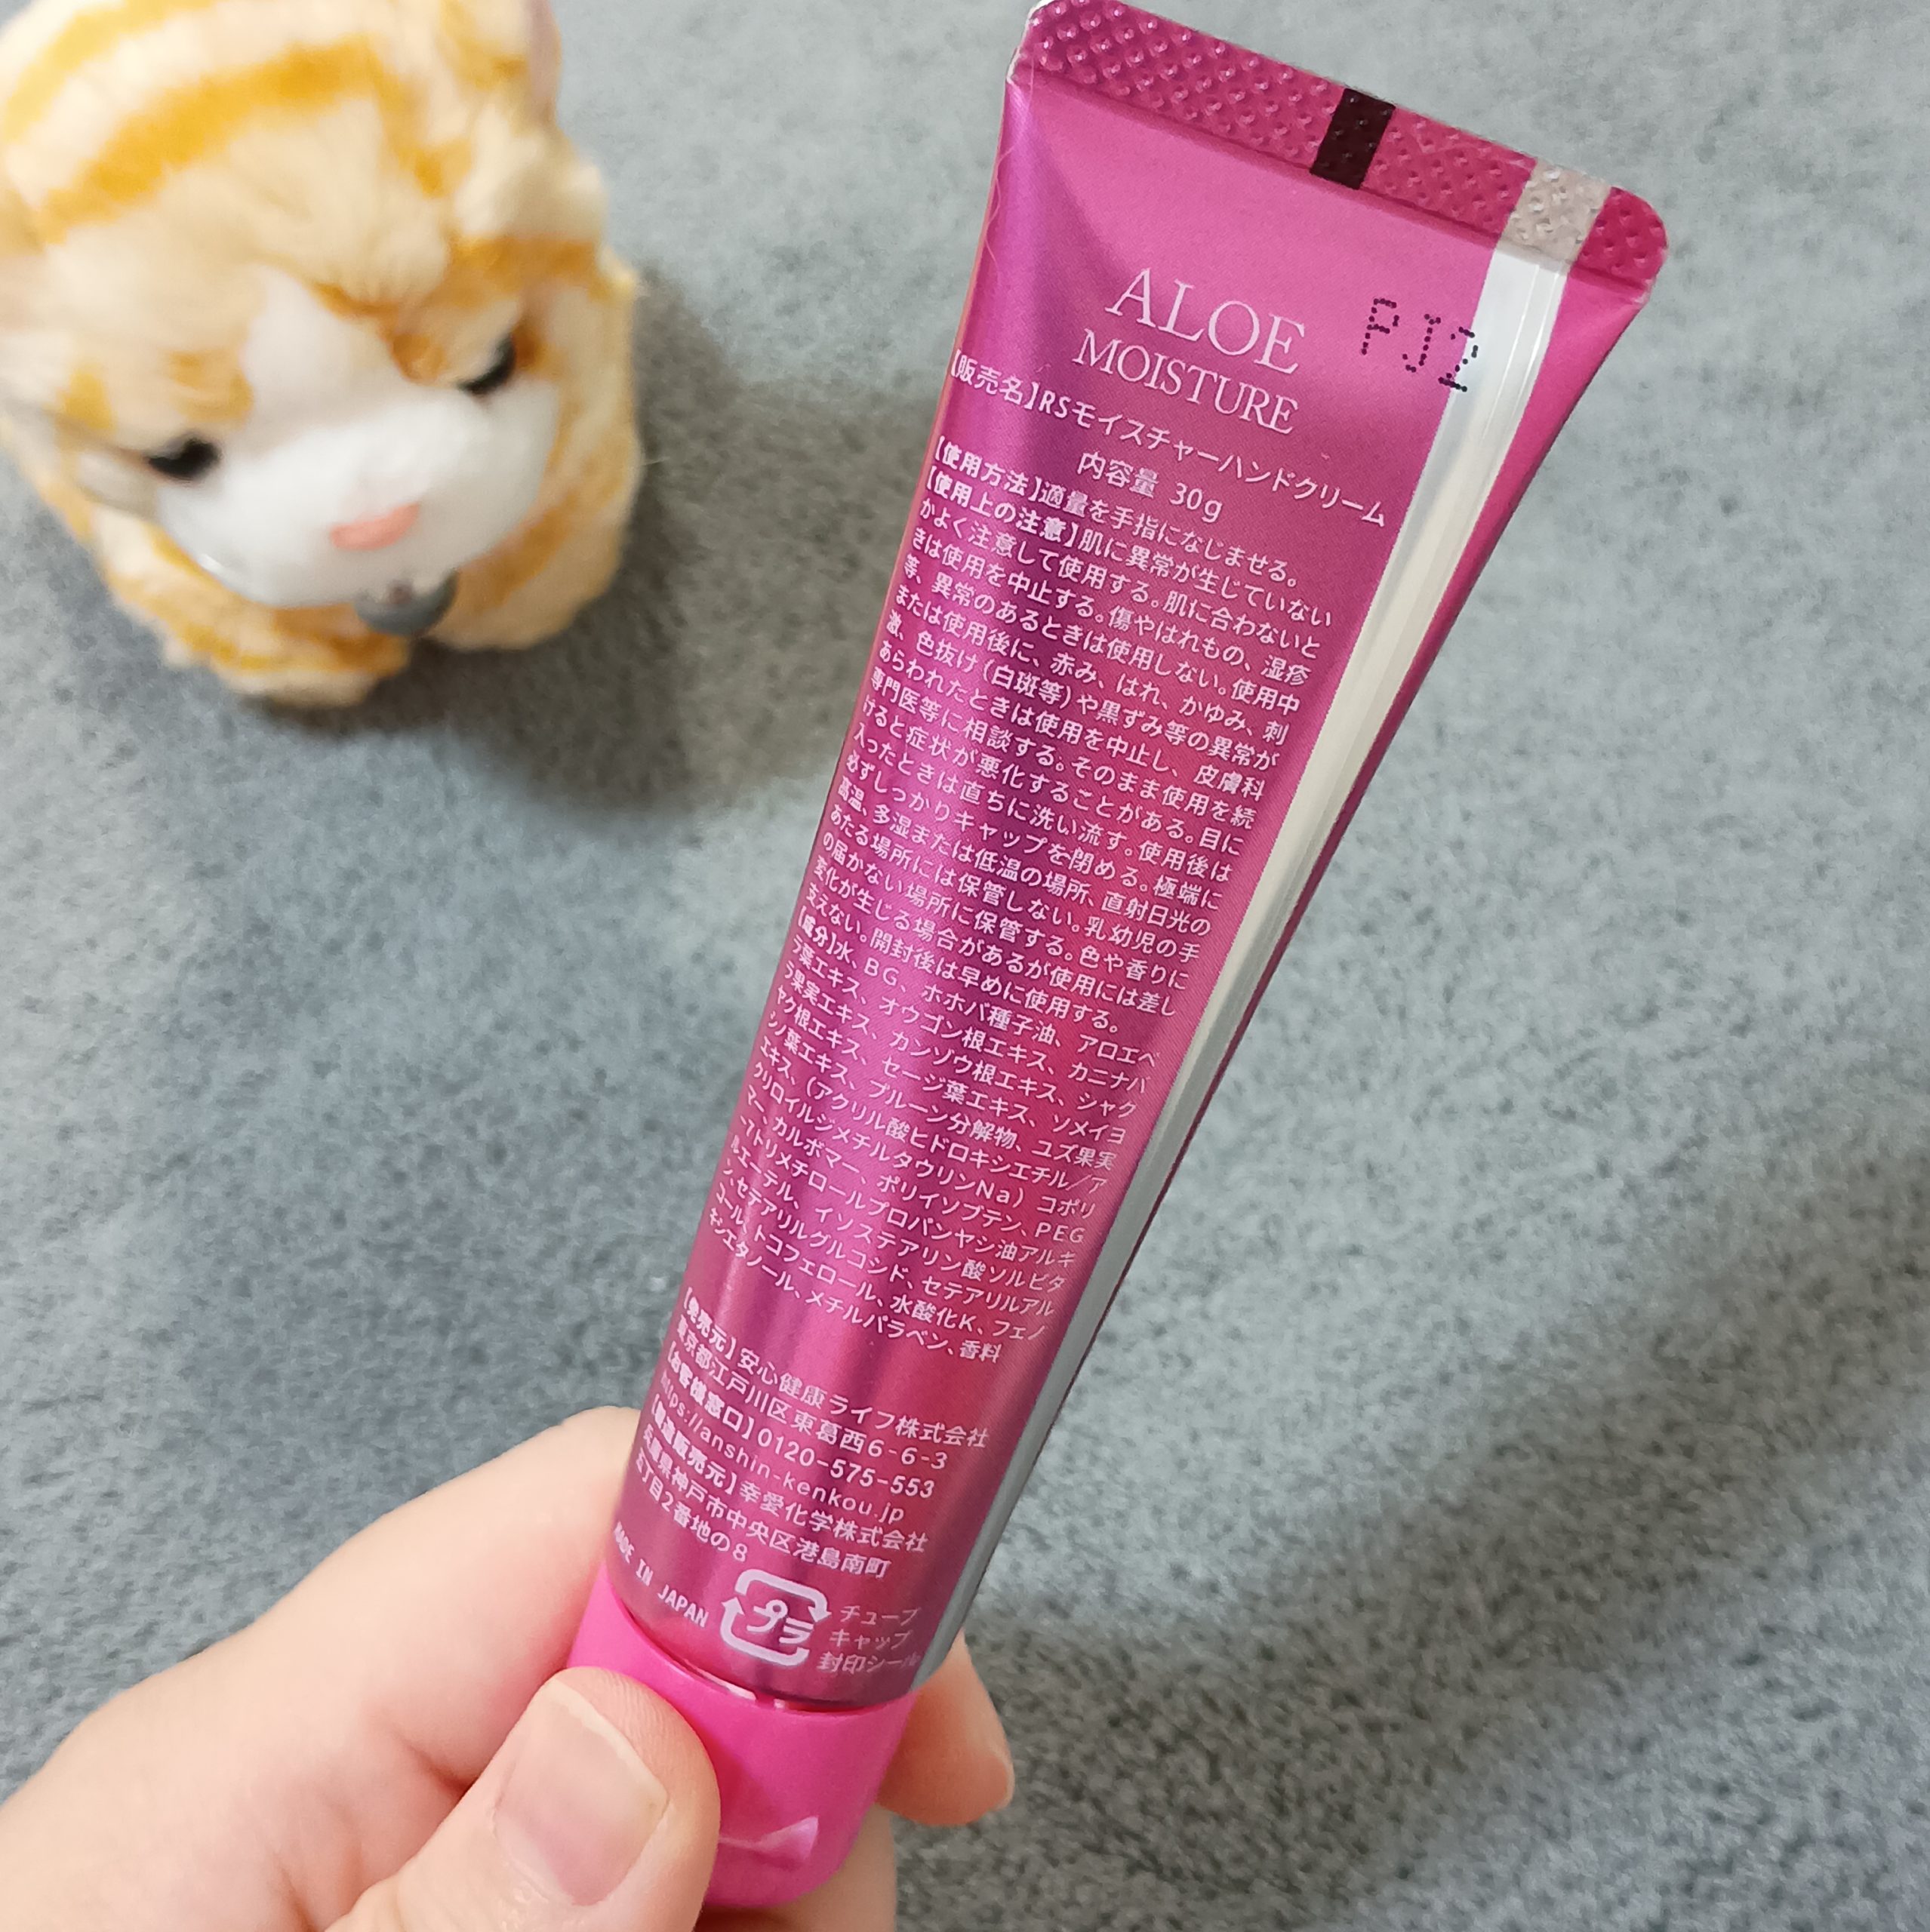 ALOE
MOISTURE
PJ2
【販売名】RSモイスチャーハンドクリーム
内容量 30g
【使用方法】適量を手指になじませる。
【使用上の注意】肌に異常が生じていない
かよく注意して使用する。肌に合わないと
きは使用を中止する。傷やはれもの、湿疹
等、異常のあるときは使用しない。使用中
または使用後に、赤み、はれ、かゆみ、刺
激、色抜け(白斑等)や黒ずみ等の異常が
あらわれたときは使用を中止し、皮膚科
専門医等に相談する。そのまま使用を続
けると症状が悪化することがある。目に
入ったときは直ちに洗い流す。使用後は
必ずしっかりキャップを閉める。極端に
高温、多湿または低温の場所、直射日光の
あたる場所には保管しない。乳幼児の手
の届かない場所に保管する。色や香りに
変化が生じる場合があるが使用には差し
支えない。開封後は早めに使用する。
【成分】水、BG、ホホバ種子油、アロエベ
ラ葉エキス、オウゴン根エキス、カニナバ
ラ果実エキス、カンゾウ根エキス、シャク
ヤク根エキス、セージ葉エキス、ソメイヨ
シノ葉エキス、プルーン分解物、ユズ果実
エキス、(アクリル酸ヒドロキシエチル/ア
クリロイルジメチルタウリンNa)コポリ
マー、カルボマー、ポリイソブテン、PEG
-7トリメチロールプロパンヤシ油アルキ
ルエーテル、イソステアリン酸ソルビタ
ン、セテアリルグルコシド、セテアリルアル
コール、トコフェロール、水酸化K、フェノ
キシエタノール、メチルパラベン、香料
【発売元】安心健康ライフ株式会社
東京都江戸川区東葛西6-6-3
【お客様窓口】0120-575-553
https://anshin-kenkou.jp
【製造販売元】幸愛化学株式会社
兵庫県神戸市中央区港島南町
五丁目2番地の8
MADE IN JAPAN
プラ
チューブ
キャップ
封印シール